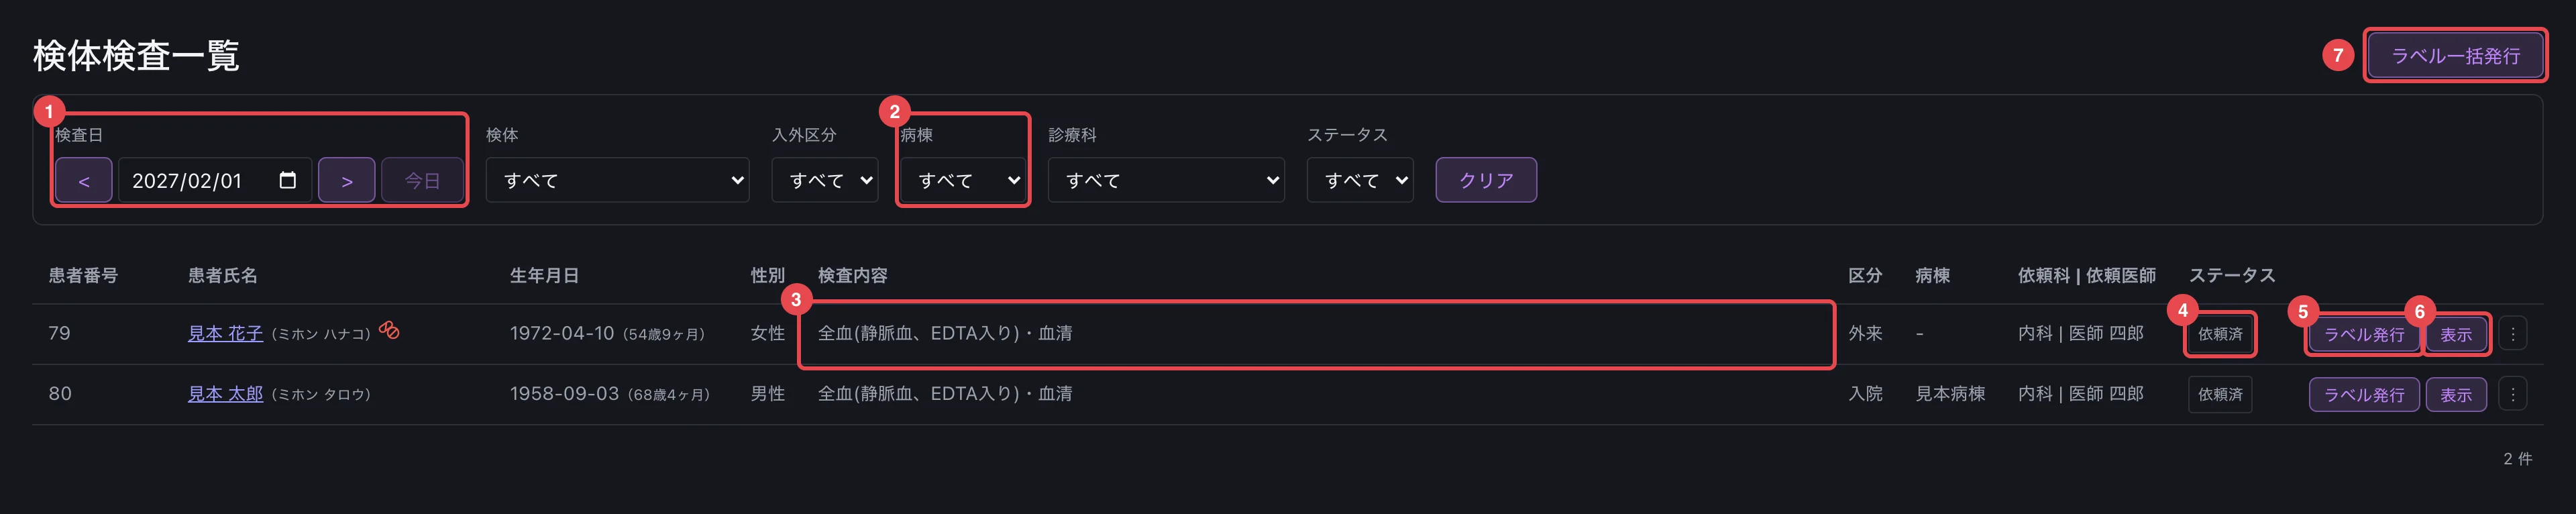 検体検査一覧
7 ラベル一括発行
1 2
検査日 検体 入外区分 病棟 診療科 ステータス
< 2027/02/01 > 今日 すべて すべて すべて すべて すべて クリア
患者番号 患者氏名 生年月日 性別 検査内容 区分 病棟 依頼科 | 依頼医師 ステータス
3 4 5 6
79 見本 花子 (ミホン ハナコ) 1972-04-10 (54歳9ヶ月) 女性 全血(静脈血、EDTA入り)・血清 外来 - 内科 | 医師 四郎 依頼済 ラベル発行 表示 ⋮
80 見本 太郎 (ミホン タロウ) 1958-09-03 (68歳4ヶ月) 男性 全血(静脈血、EDTA入り)・血清 入院 見本病棟 内科 | 医師 四郎 依頼済 ラベル発行 表示 ⋮
2 件